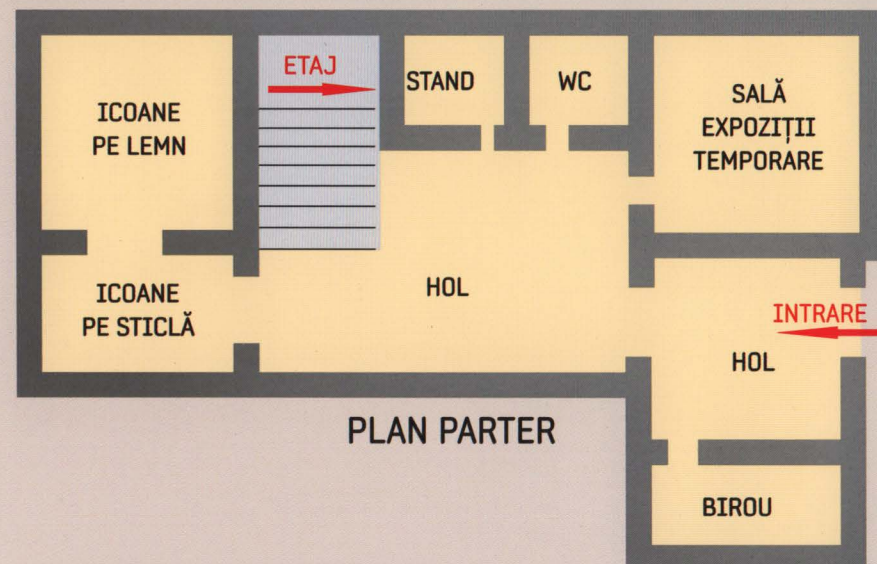 ETAJ
STAND
WC
ICOANE
PE LEMN
SALĂ
EXPOZIȚII
TEMPORARE
ICOANE
PE STICLĂ
HOL
INTRARE
HOL
PLAN PARTER
BIROU